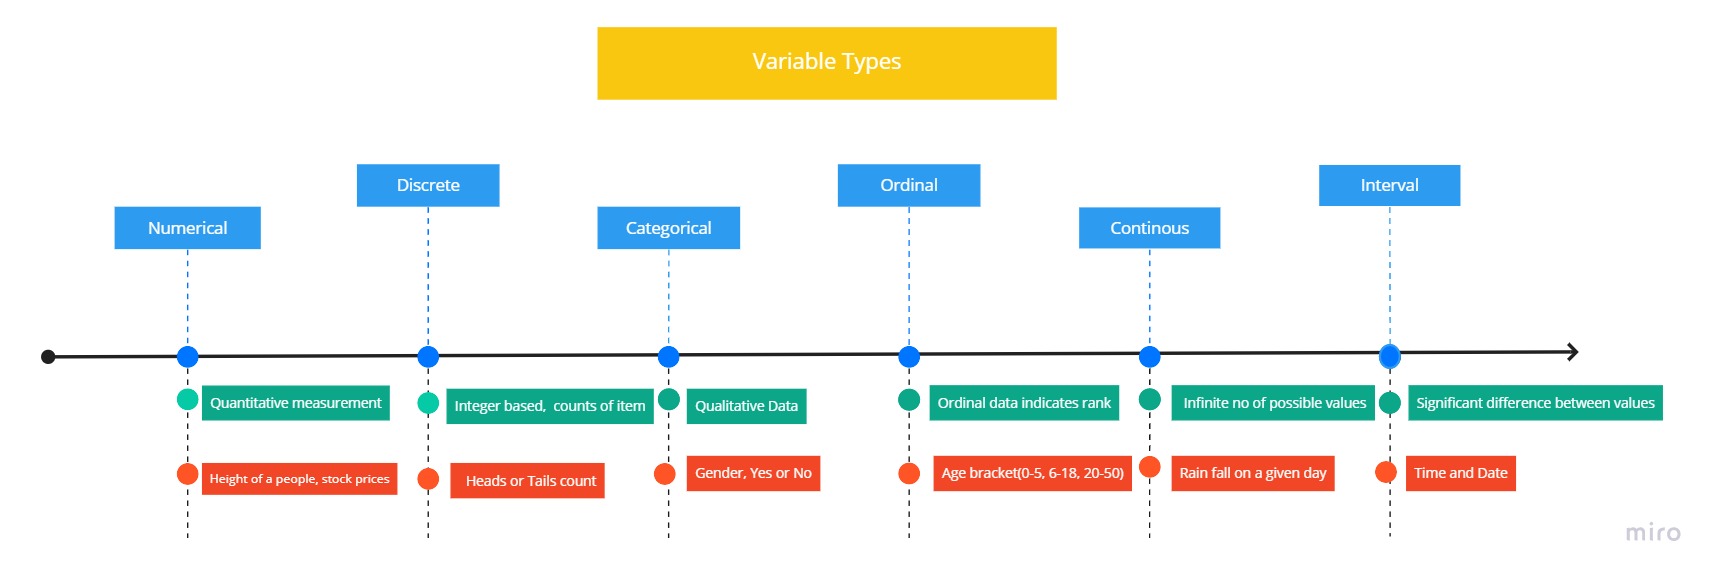 Variable Types
Numerical
Discrete
Categorical
Ordinal
Continous
Interval
Quantitative measurement
Integer based, counts of item
Qualitative Data
Ordinal data indicates rank
Infinite no of possible values
Significant difference between values
Height of a people, stock prices
Heads or Tails count
Gender, Yes or No
Age bracket(0-5, 6-18, 20-50)
Rain fall on a given day
Time and Date
miro